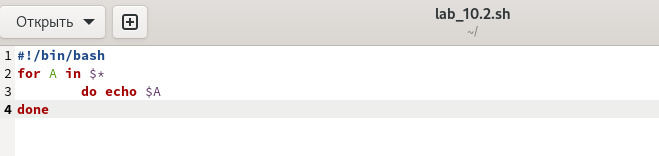 Открыть
lab_10.2.sh
~/
1 #!/bin/bash
2 for A in $*
3         do echo $A
4 done